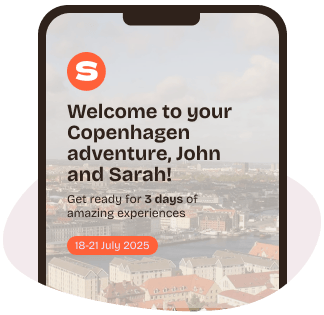 S
Welcome to your
Copenhagen
adventure, John
and Sarah!
Get ready for 3 days of
amazing experiences
18-21 July 2025